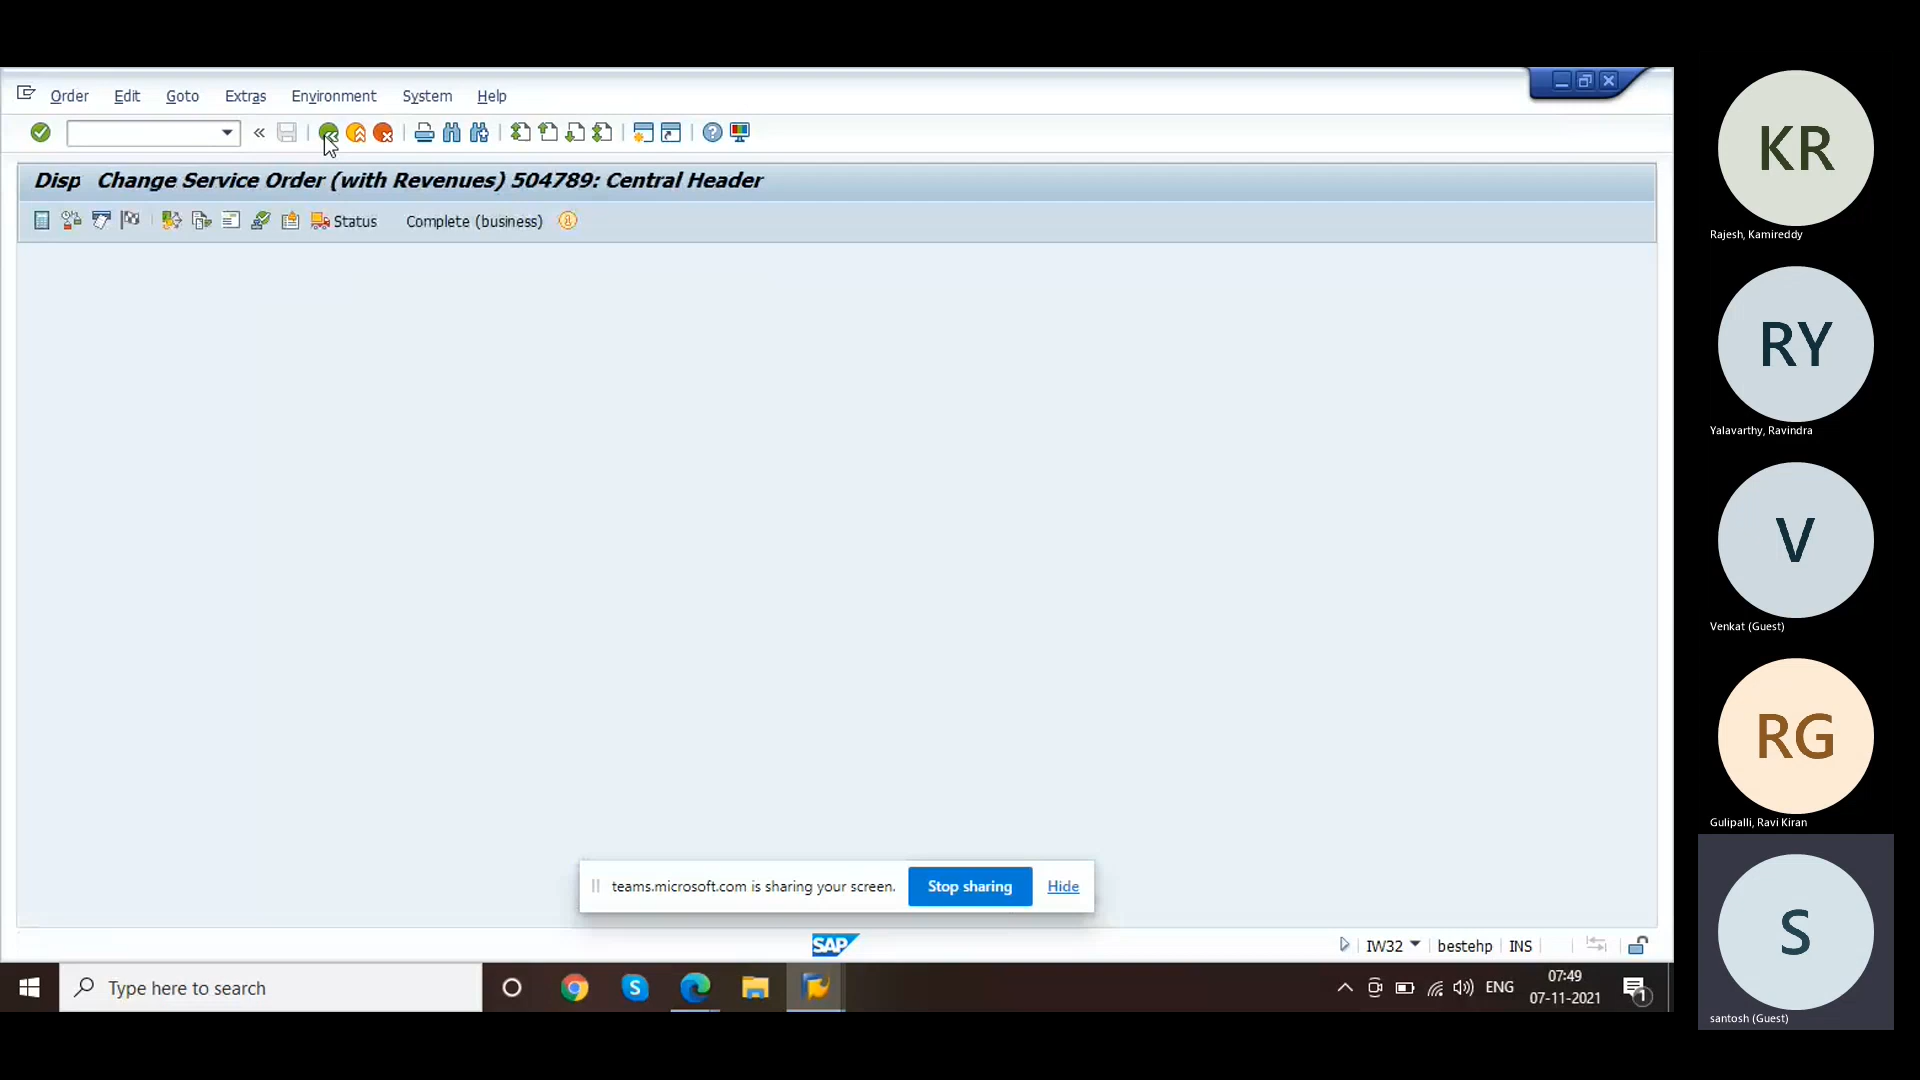 Order Edit Goto Extras Environment System Help
Disp Change Service Order (with Revenues) 504789: Central Header
Status Complete (business)
teams.microsoft.com is sharing your screen. Stop sharing Hide
SAP
IW32 bestehp INS
Type here to search
S
ENG
07:49
07-11-2021
1
KR
Rajesh, Kamireddy
RY
Yalavarthy, Ravindra
V
Venkat (Guest)
RG
Gulipalli, Ravi Kiran
S
santosh (Guest)